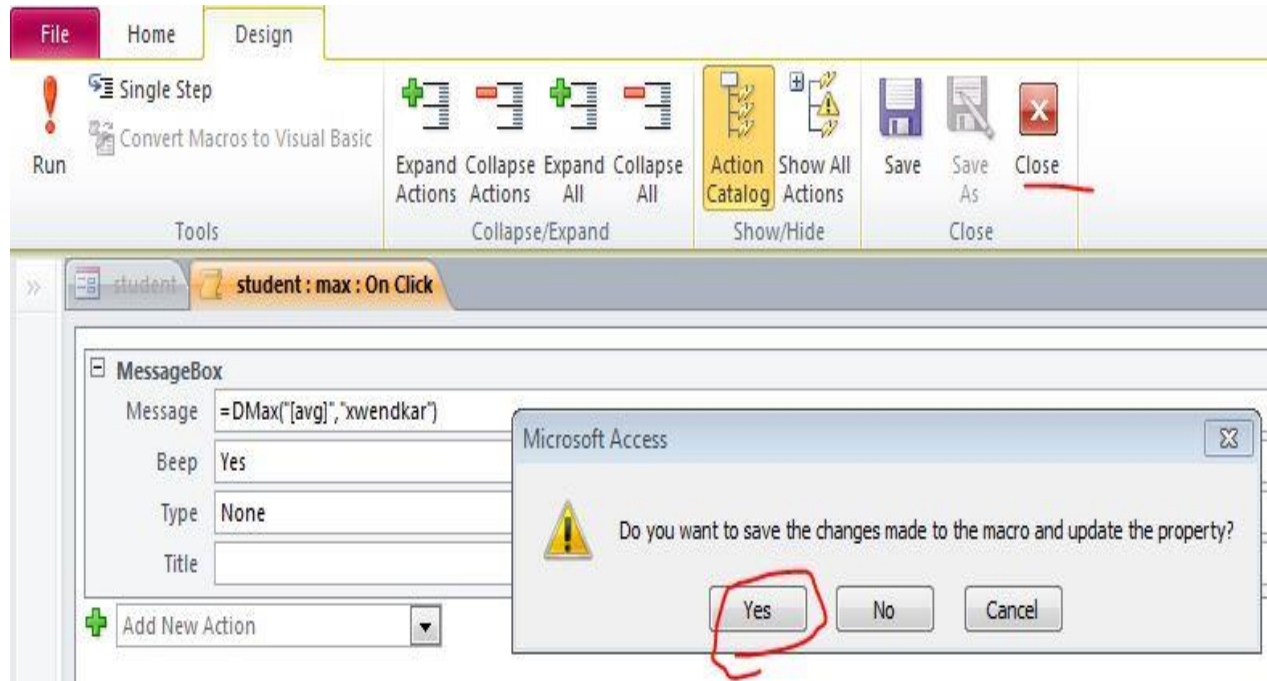 File Home Design
Single Step
Convert Macros to Visual Basic
Run
Expand Actions
Collapse Actions
Expand All
Collapse All
Action Catalog
Show All Actions
Save
Save As
Close
Tools Collapse/Expand Show/Hide Close
student student : max : On Click
MessageBox
Message =DMax("[avg]","xwendkar")
Beep Yes
Type None
Title
Add New Action
Microsoft Access
Do you want to save the changes made to the macro and update the property?
Yes No Cancel